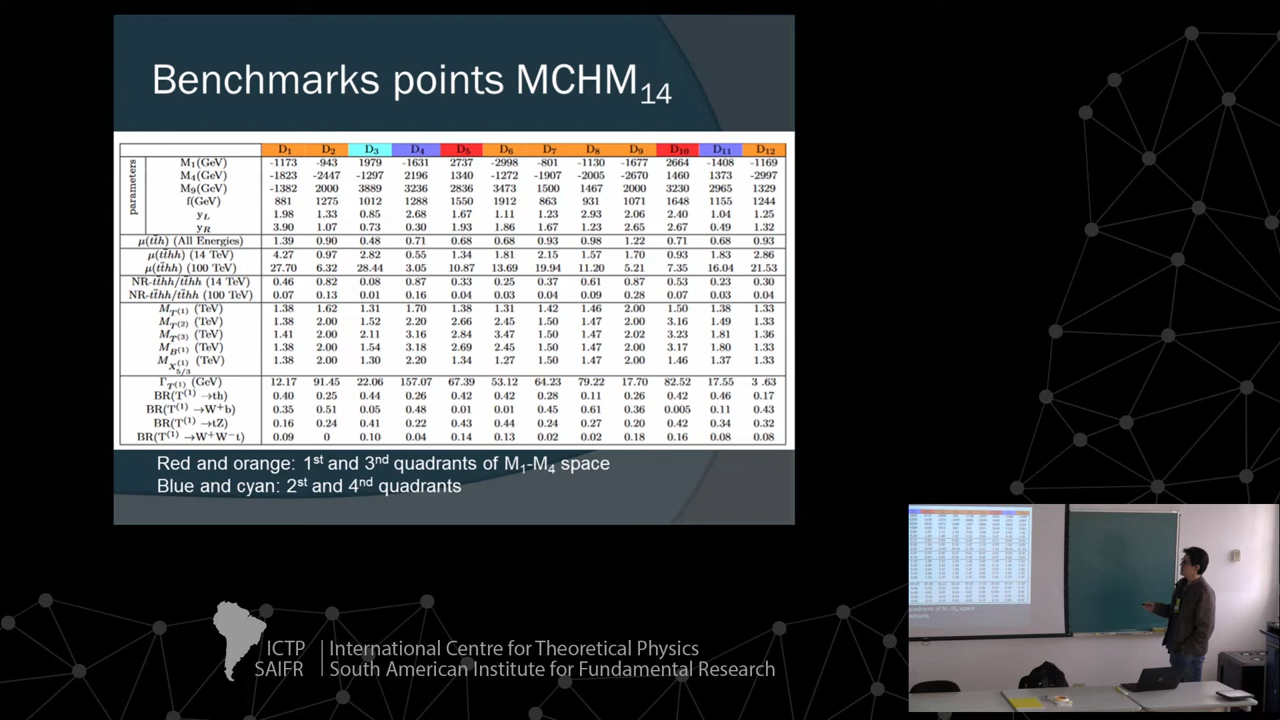 Benchmarks points MCHM14
D1 D2 D3 D4 D5 D6 D7 D8 D9 D10 D11 D12
parameters
M1(GeV) -1173 -943 1979 -1631 2737 -2998 -801 -1130 -1677 2664 -1408 -1169
M4(GeV) -1823 -2447 -1297 2196 1340 -1272 -1907 -2005 -2670 1460 1373 -2997
M9(GeV) -1382 2000 3889 3236 2836 3473 1500 1467 2000 3230 2965 1329
f(GeV) 881 1275 1012 1288 1550 1912 863 931 1071 1648 1155 1244
yL 1.98 1.33 0.85 2.68 1.67 1.11 1.23 2.93 2.06 2.40 1.04 1.25
yR 3.90 1.07 0.73 0.30 1.93 1.86 1.67 1.23 2.65 2.67 0.49 1.32
μ(tt̄h) (All Energies) 1.39 0.90 0.48 0.71 0.68 0.68 0.93 0.98 1.22 0.71 0.68 0.93
μ(tt̄hh) (14 TeV) 4.27 0.97 2.82 0.55 1.34 1.81 2.15 1.57 1.70 0.93 1.83 2.86
μ(tt̄hh) (100 TeV) 27.70 6.32 28.44 3.05 10.87 13.69 19.94 11.20 5.21 7.35 16.04 21.53
NR-tt̄hh/tt̄hh (14 TeV) 0.46 0.82 0.08 0.87 0.33 0.25 0.37 0.61 0.87 0.53 0.23 0.30
NR-tt̄hh/tt̄hh (100 TeV) 0.07 0.13 0.01 0.16 0.04 0.03 0.04 0.09 0.28 0.07 0.03 0.04
MT(1) (TeV) 1.38 1.62 1.31 1.70 1.38 1.31 1.42 1.46 2.00 1.50 1.38 1.33
MT(2) (TeV) 1.38 2.00 1.52 2.20 2.66 2.45 1.50 1.47 2.00 3.16 1.49 1.33
MT(3) (TeV) 1.41 2.00 2.11 3.16 2.84 3.47 1.50 1.47 2.02 3.23 1.81 1.36
MB(1) (TeV) 1.38 2.00 1.54 3.18 2.69 2.45 1.50 1.47 2.00 3.17 1.80 1.33
MX5/3(1) (TeV) 1.38 2.00 1.30 2.20 1.34 1.27 1.50 1.47 2.00 1.46 1.37 1.33
ΓT(1) (GeV) 12.17 91.45 22.06 157.07 67.39 53.12 64.23 79.22 17.70 82.52 17.55 3 .63
BR(T(1) →th) 0.40 0.25 0.44 0.26 0.42 0.42 0.28 0.11 0.26 0.42 0.46 0.17
BR(T(1) →W+b) 0.35 0.51 0.05 0.48 0.01 0.01 0.45 0.61 0.36 0.005 0.11 0.43
BR(T(1) →tZ) 0.16 0.24 0.41 0.22 0.43 0.44 0.24 0.27 0.20 0.42 0.34 0.32
BR(T(1) →W+W−t) 0.09 0 0.10 0.04 0.14 0.13 0.02 0.02 0.18 0.16 0.08 0.08
Red and orange: 1st and 3nd quadrants of M1-M4 space
Blue and cyan: 2st and 4nd quadrants
ICTP
SAIFR
International Centre for Theoretical Physics
South American Institute for Fundamental Research